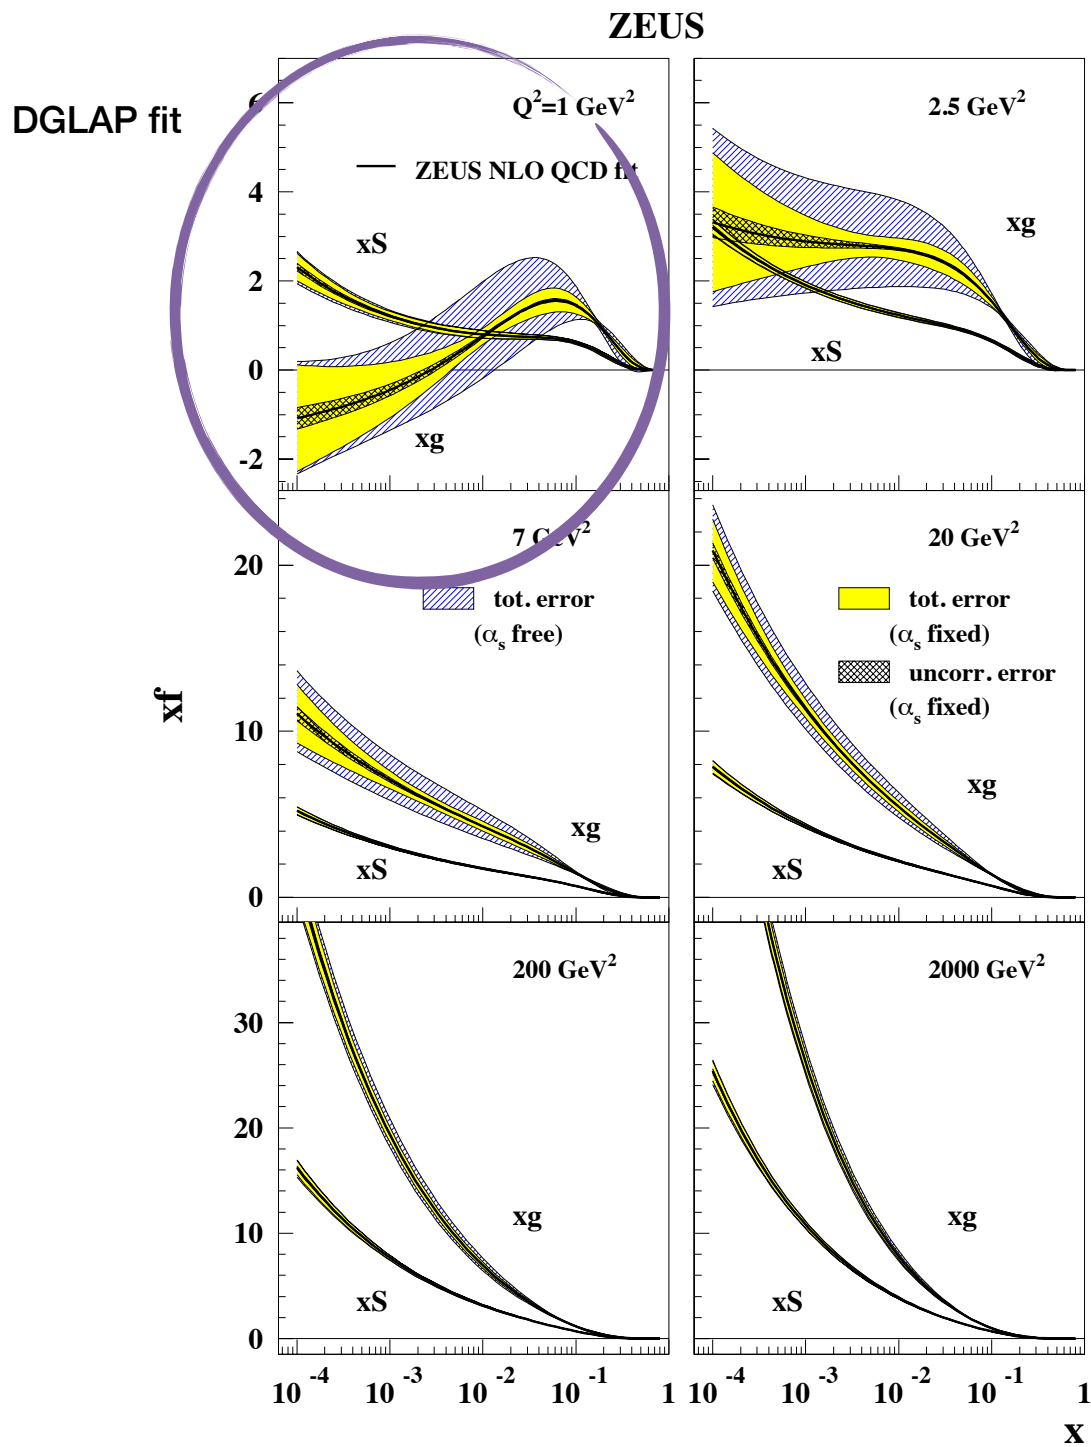 ZEUS
DGLAP fit
Q²=1 GeV²
2.5 GeV²
ZEUS NLO QCD fit
xS
xg
xg
xS
6
4
2
0
-2
7 GeV²
20 GeV²
tot. error
(αₛ free)
tot. error
(αₛ fixed)
uncorr. error
(αₛ fixed)
xf
xg
xS
xg
xS
20
10
0
200 GeV²
2000 GeV²
xg
xS
xg
xS
30
20
10
0
10⁻⁴ 10⁻³ 10⁻² 10⁻¹ 1
10⁻⁴ 10⁻³ 10⁻² 10⁻¹ 1
x